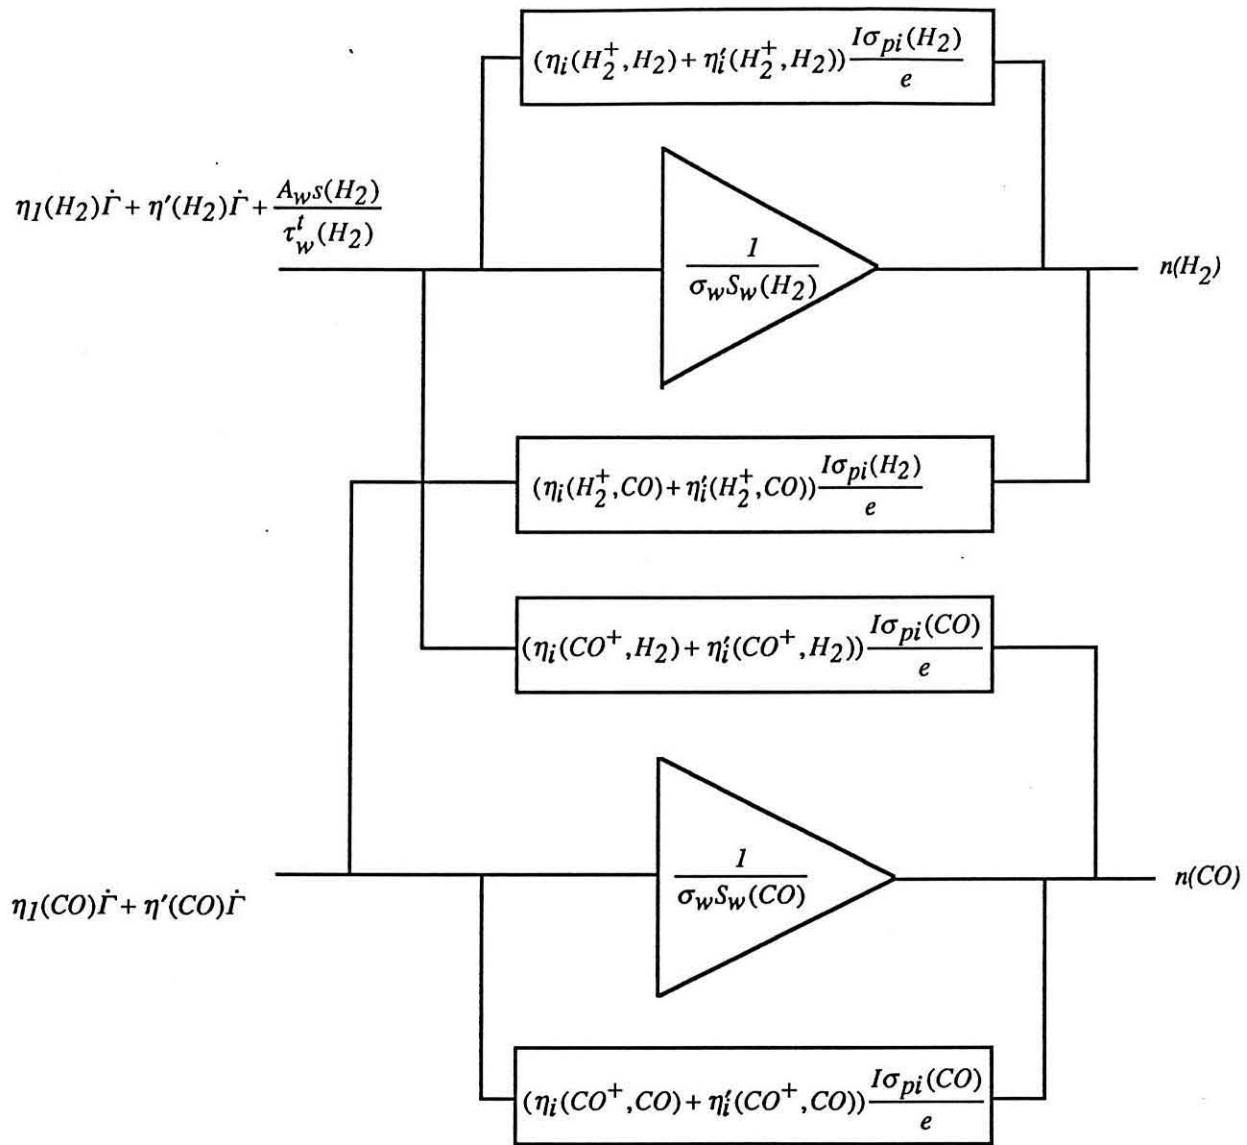 (η_i(H_2^+,H_2)+η_i'(H_2^+,H_2)) Iσ_pi(H_2)/e
η_1(H_2)Γ̇ + η'(H_2)Γ̇ + A_w s(H_2)/τ_w^t(H_2)
1/σ_w S_w(H_2)
n(H_2)
(η_i(H_2^+,CO)+η_i'(H_2^+,CO)) Iσ_pi(H_2)/e
(η_i(CO^+,H_2)+η_i'(CO^+,H_2)) Iσ_pi(CO)/e
1/σ_w S_w(CO)
n(CO)
η_1(CO)Γ̇ + η'(CO)Γ̇
(η_i(CO^+,CO)+η_i'(CO^+,CO)) Iσ_pi(CO)/e